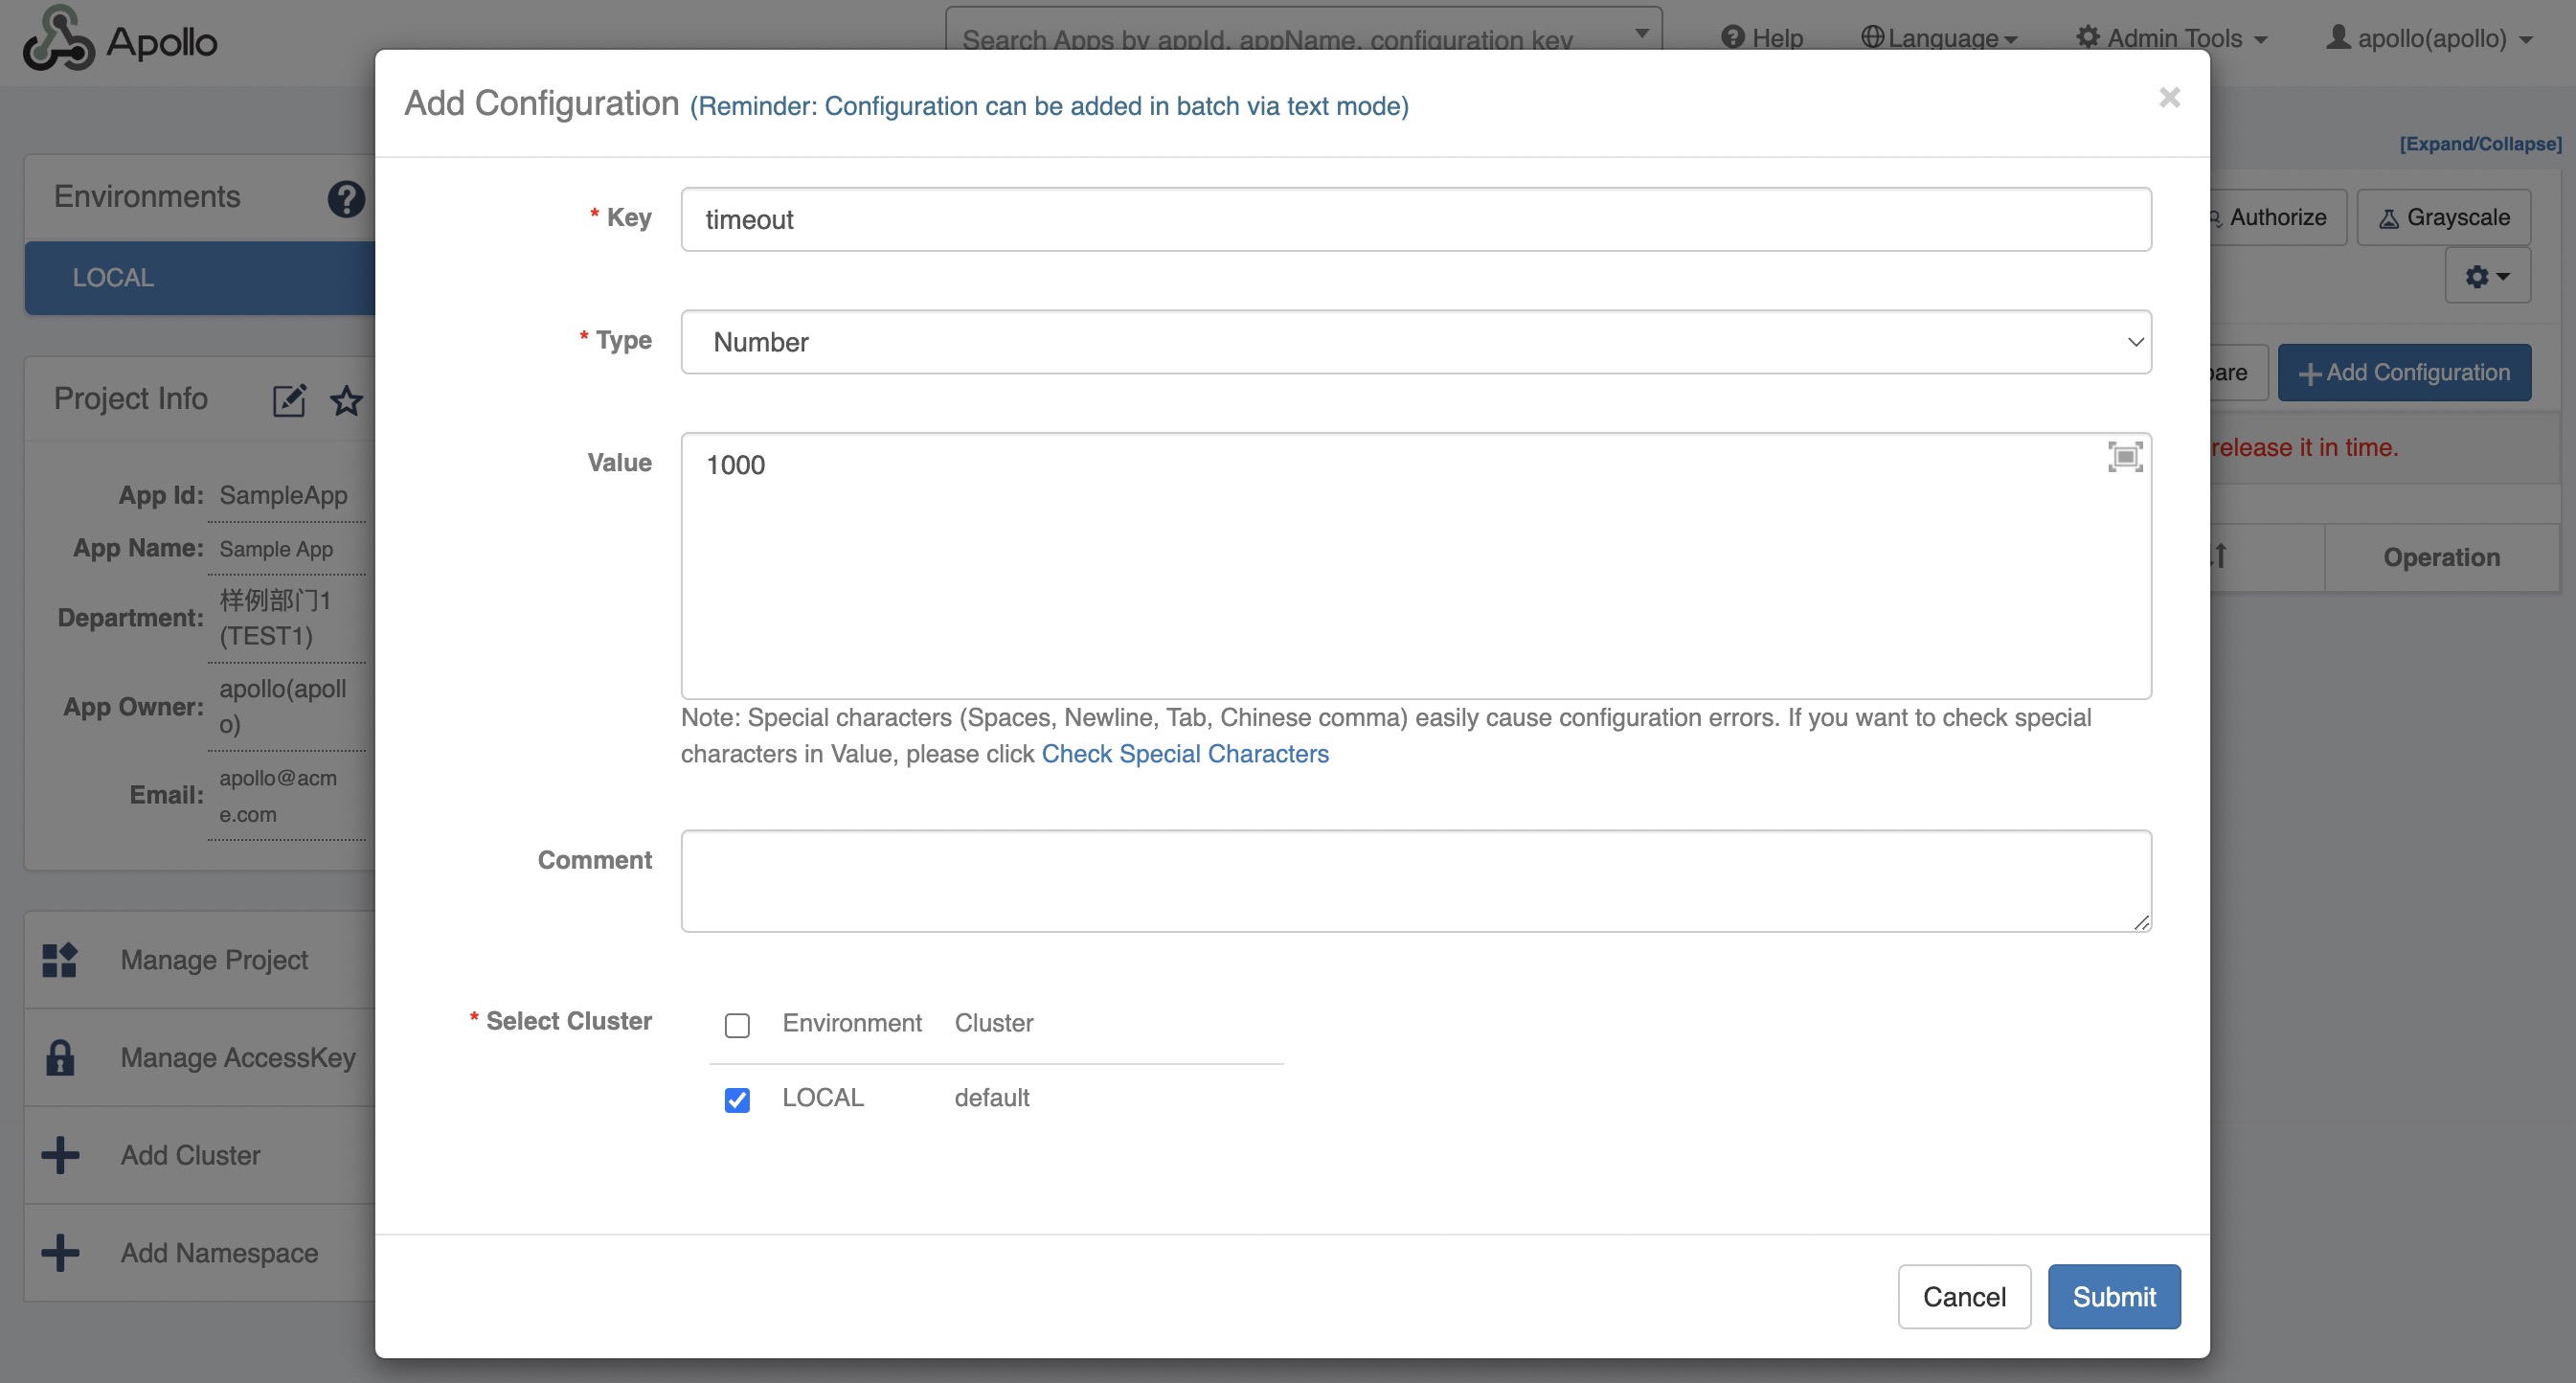 Apollo
Search Apps by appId, appName, configuration key
Help
Language
Admin Tools
apollo(apollo)
[Expand/Collapse]
Environments
LOCAL
Project Info
App Id: SampleApp
App Name: Sample App
Department: 样例部门1
(TEST1)
App Owner: apollo(apoll
o)
Email: apollo@acm
e.com
Manage Project
Manage AccessKey
Add Cluster
Add Namespace
Add Configuration (Reminder: Configuration can be added in batch via text mode)
×
* Key
timeout
* Type
Number
Value
1000
Note: Special characters (Spaces, Newline, Tab, Chinese comma) easily cause configuration errors. If you want to check special
characters in Value, please click Check Special Characters
Comment
* Select Cluster
Environment Cluster
LOCAL default
Cancel
Submit
Authorize
Grayscale
Add Configuration
release it in time.
Operation